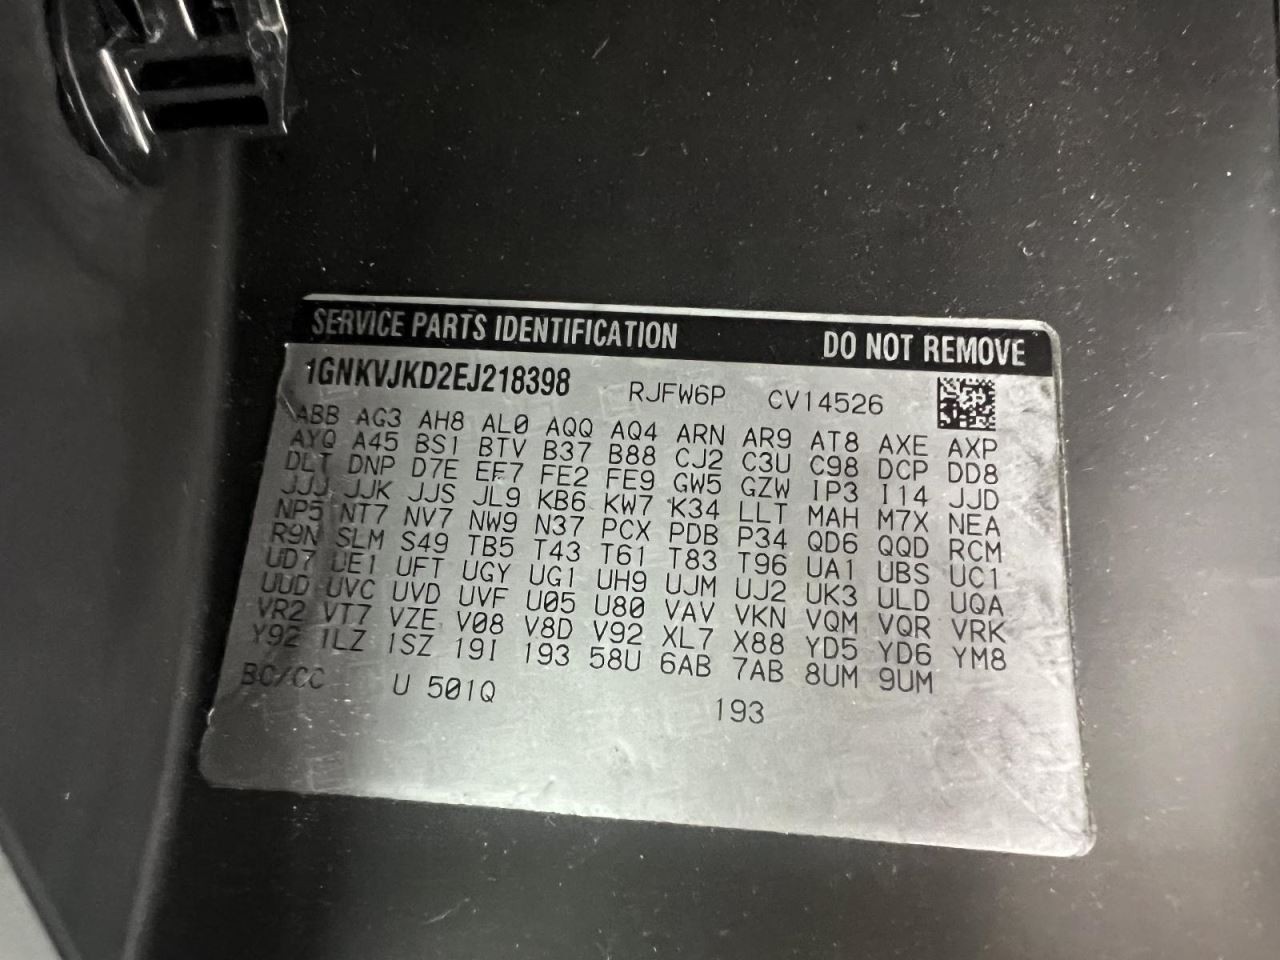 SERVICE PARTS IDENTIFICATION DO NOT REMOVE
1GNKVJKD2EJ218398 RJFW6P CV14526
ABB AG3 AH8 AL0 AQQ AQ4 ARN AR9 AT8 AXE AXP
AYQ A45 BS1 BTV B37 B88 CJ2 C3U C98 DCP DD8
DLT DNP D7E EF7 FE2 FE9 GW5 GZW IP3 I14 JJD
JJJ JJK JJS JL9 KB6 KW7 K34 LLT MAH M7X NEA
NP5 NT7 NV7 NW9 N37 PCX PDB P34 QD6 QQD RCM
R9N SLM S49 TB5 T43 T61 T83 T96 UA1 UBS UC1
UD7 UE1 UFT UGY UG1 UH9 UJM UJ2 UK3 ULD UQA
UUD UVC UVD UVF U05 U80 VAV VKN VQM VQR VRK
VR2 VT7 VZE V08 V8D V92 XL7 X88 YD5 YD6 YM8
Y92 1LZ 1SZ 19I 193 58U 6AB 7AB 8UM 9UM
BC/CC U 501Q 193